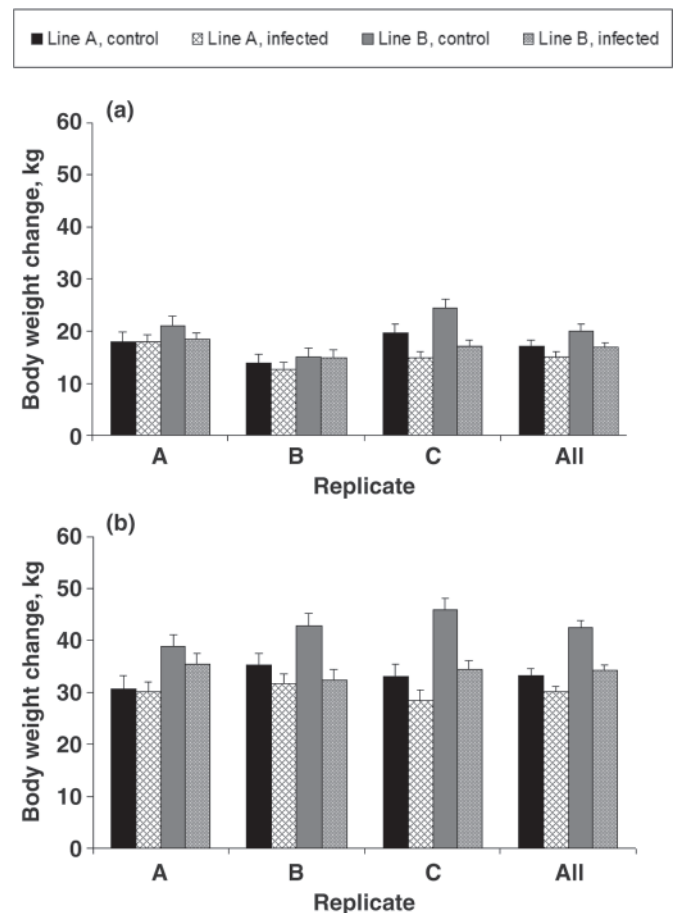 Line A, control Line A, infected Line B, control Line B, infected
(a)
Body weight change, kg
60
50
40
30
20
10
0
A B C All
Replicate
(b)
Body weight change, kg
60
50
40
30
20
10
0
A B C All
Replicate